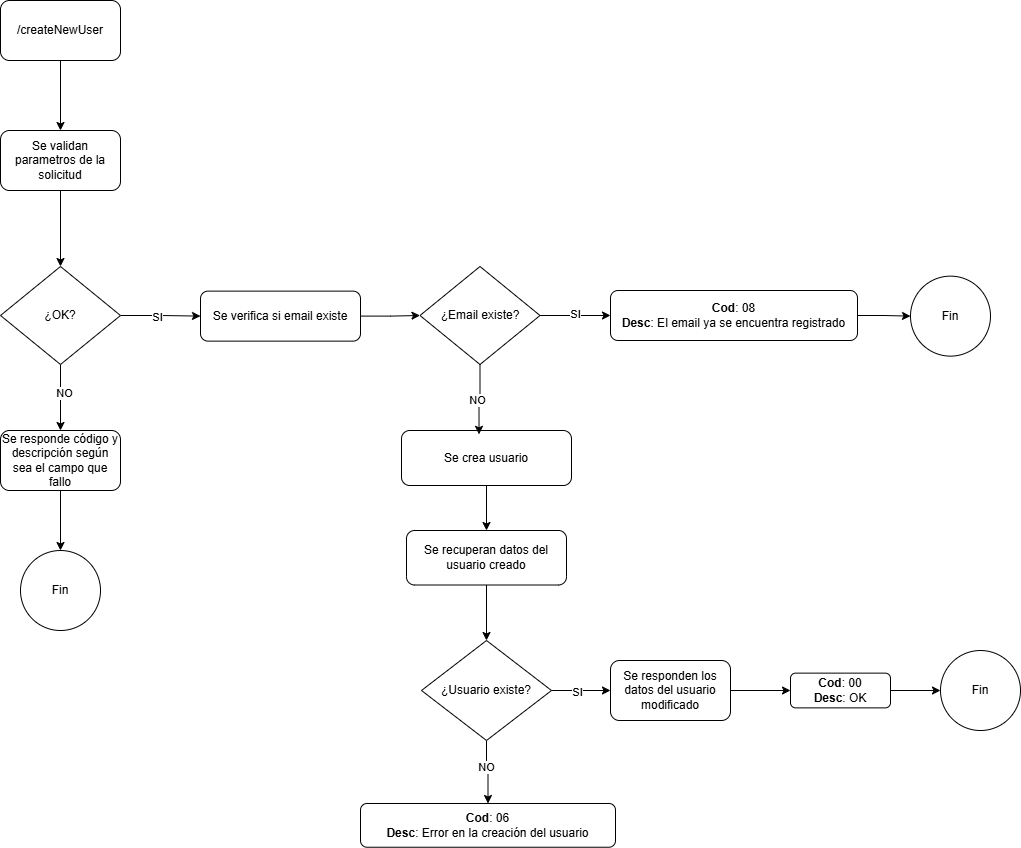 /createNewUser
Se validan
parametros de la
solicitud
¿OK?
SI
Se verifica si email existe
¿Email existe?
SI
Cod: 08
Desc: El email ya se encuentra registrado
Fin
NO
Se responde código y
descripción según
sea el campo que
fallo
Fin
NO
Se crea usuario
Se recuperan datos del
usuario creado
¿Usuario existe?
SI
Se responden los
datos del usuario
modificado
Cod: 00
Desc: OK
Fin
NO
Cod: 06
Desc: Error en la creación del usuario